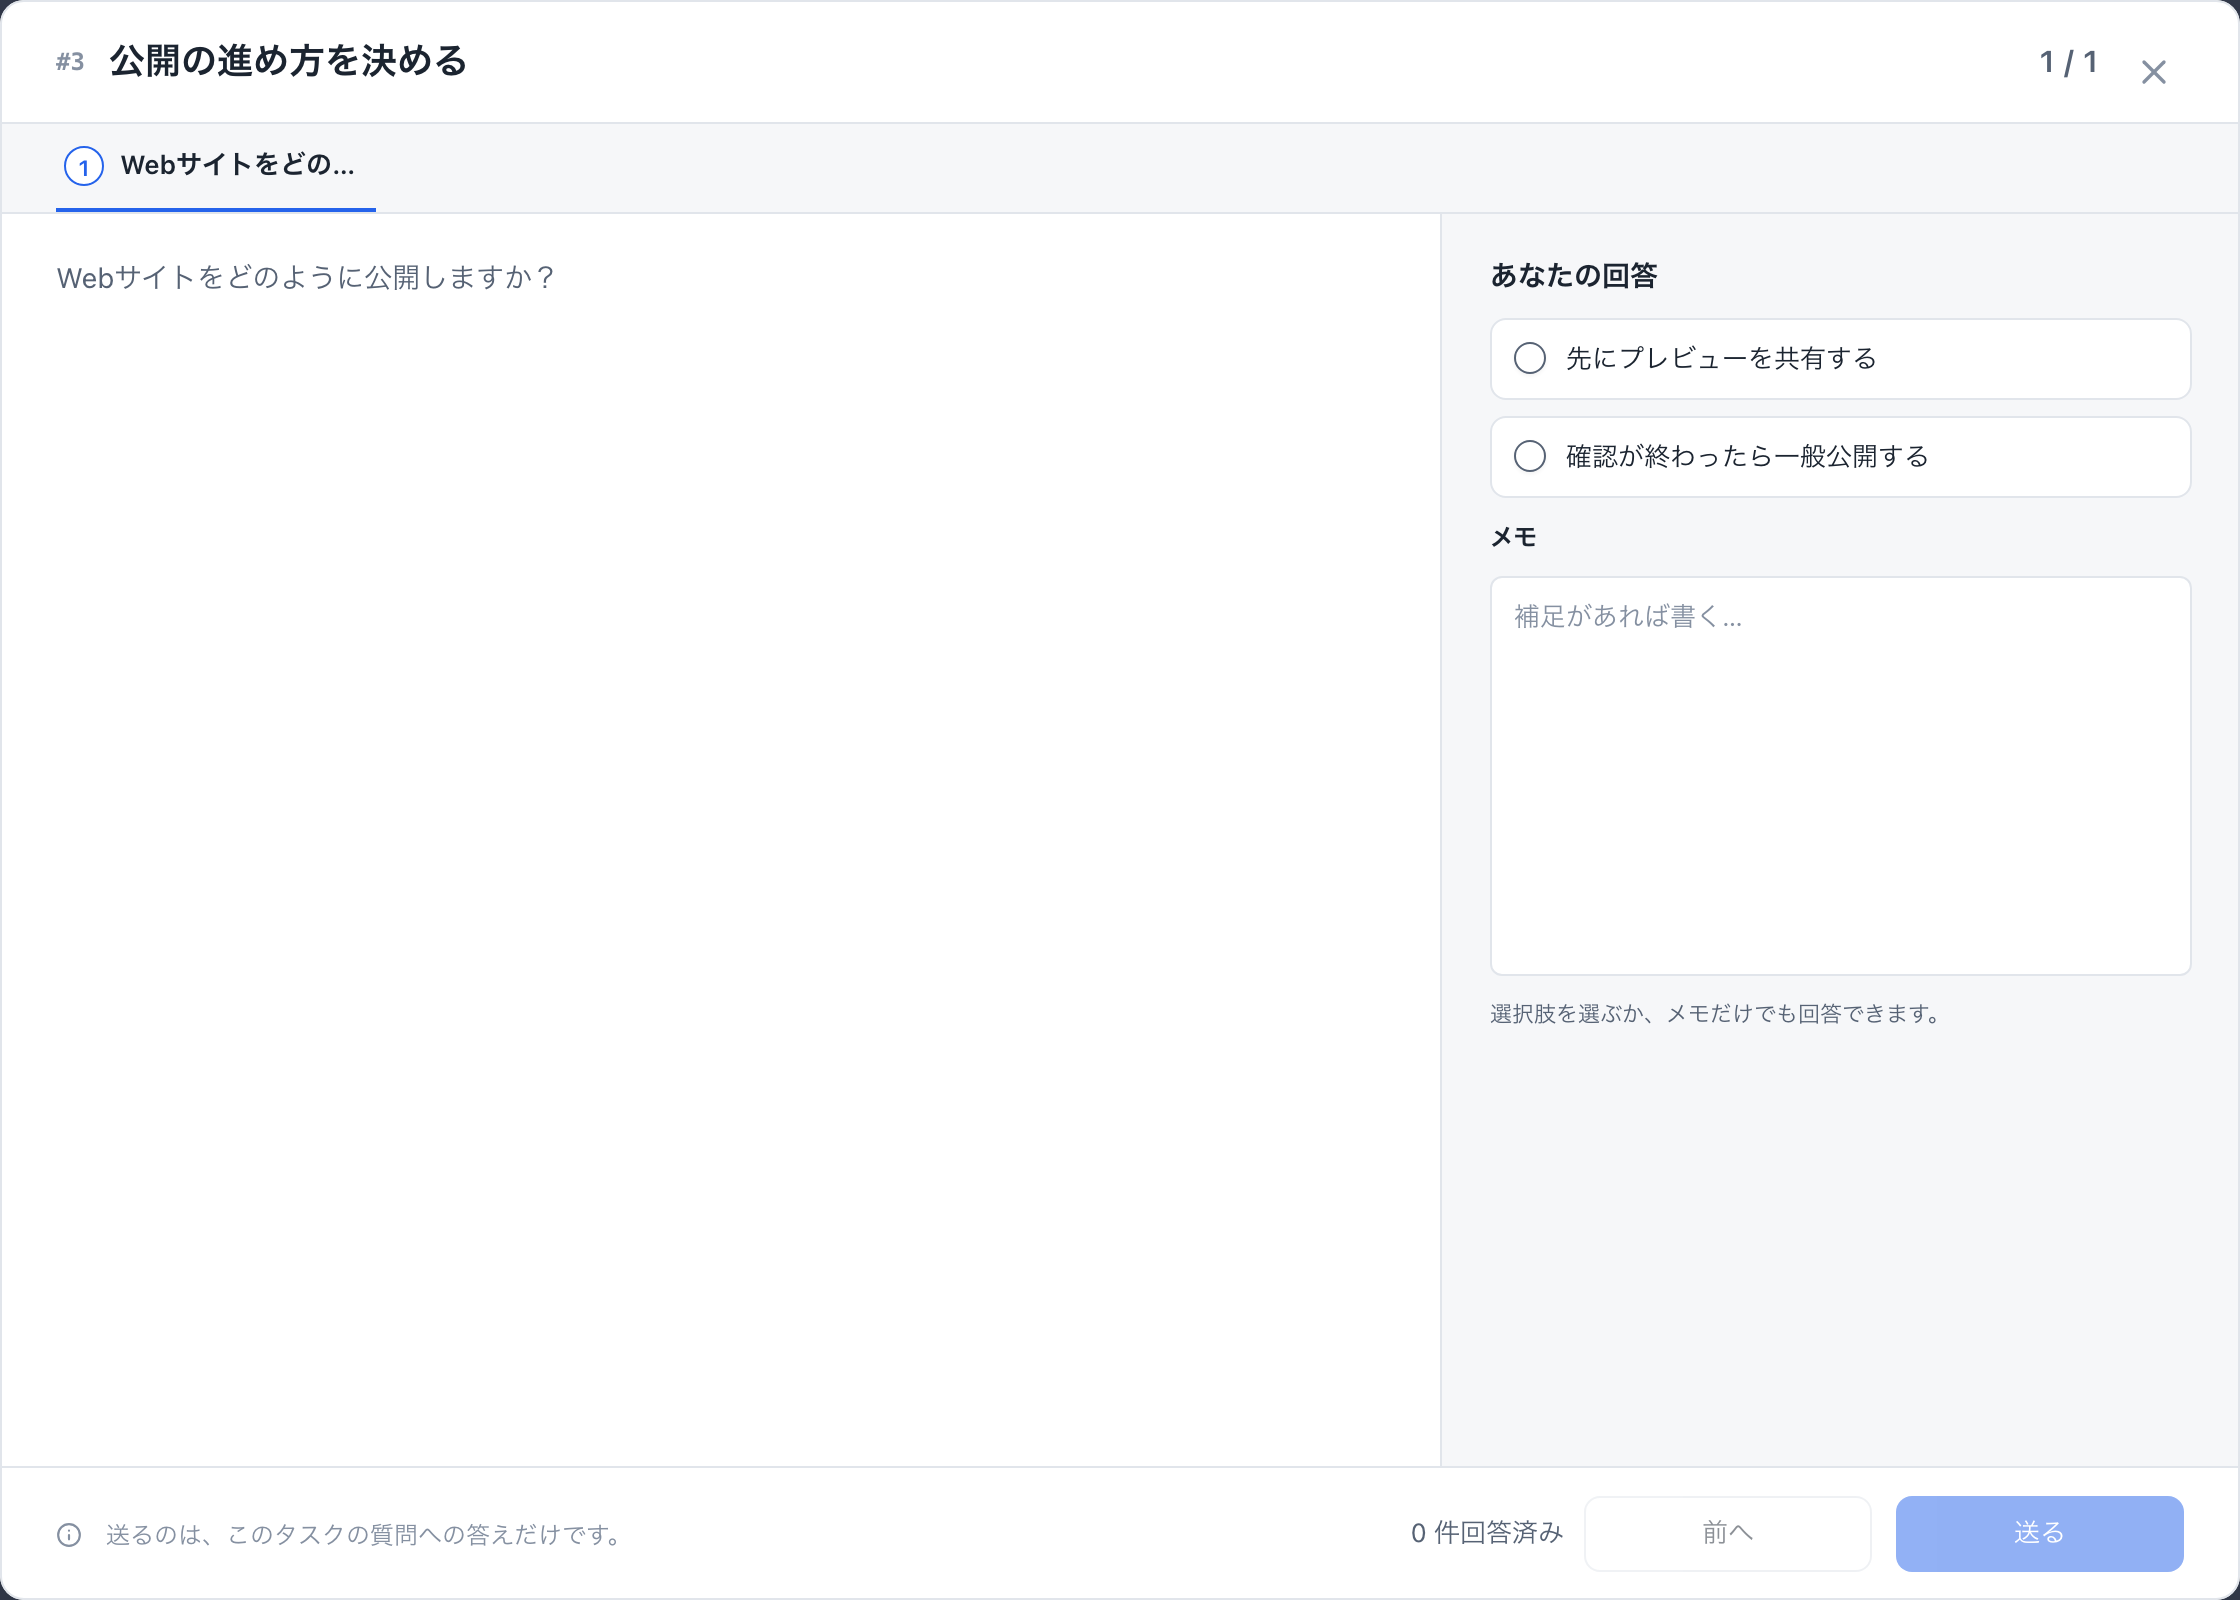 #3 公開の進め方を決める
1 / 1
1 Webサイトをどの...
Webサイトをどのように公開しますか？
あなたの回答
先にプレビューを共有する
確認が終わったら一般公開する
メモ
補足があれば書く...
選択肢を選ぶか、メモだけでも回答できます。
送るのは、このタスクの質問への答えだけです。
0 件回答済み
前へ
送る